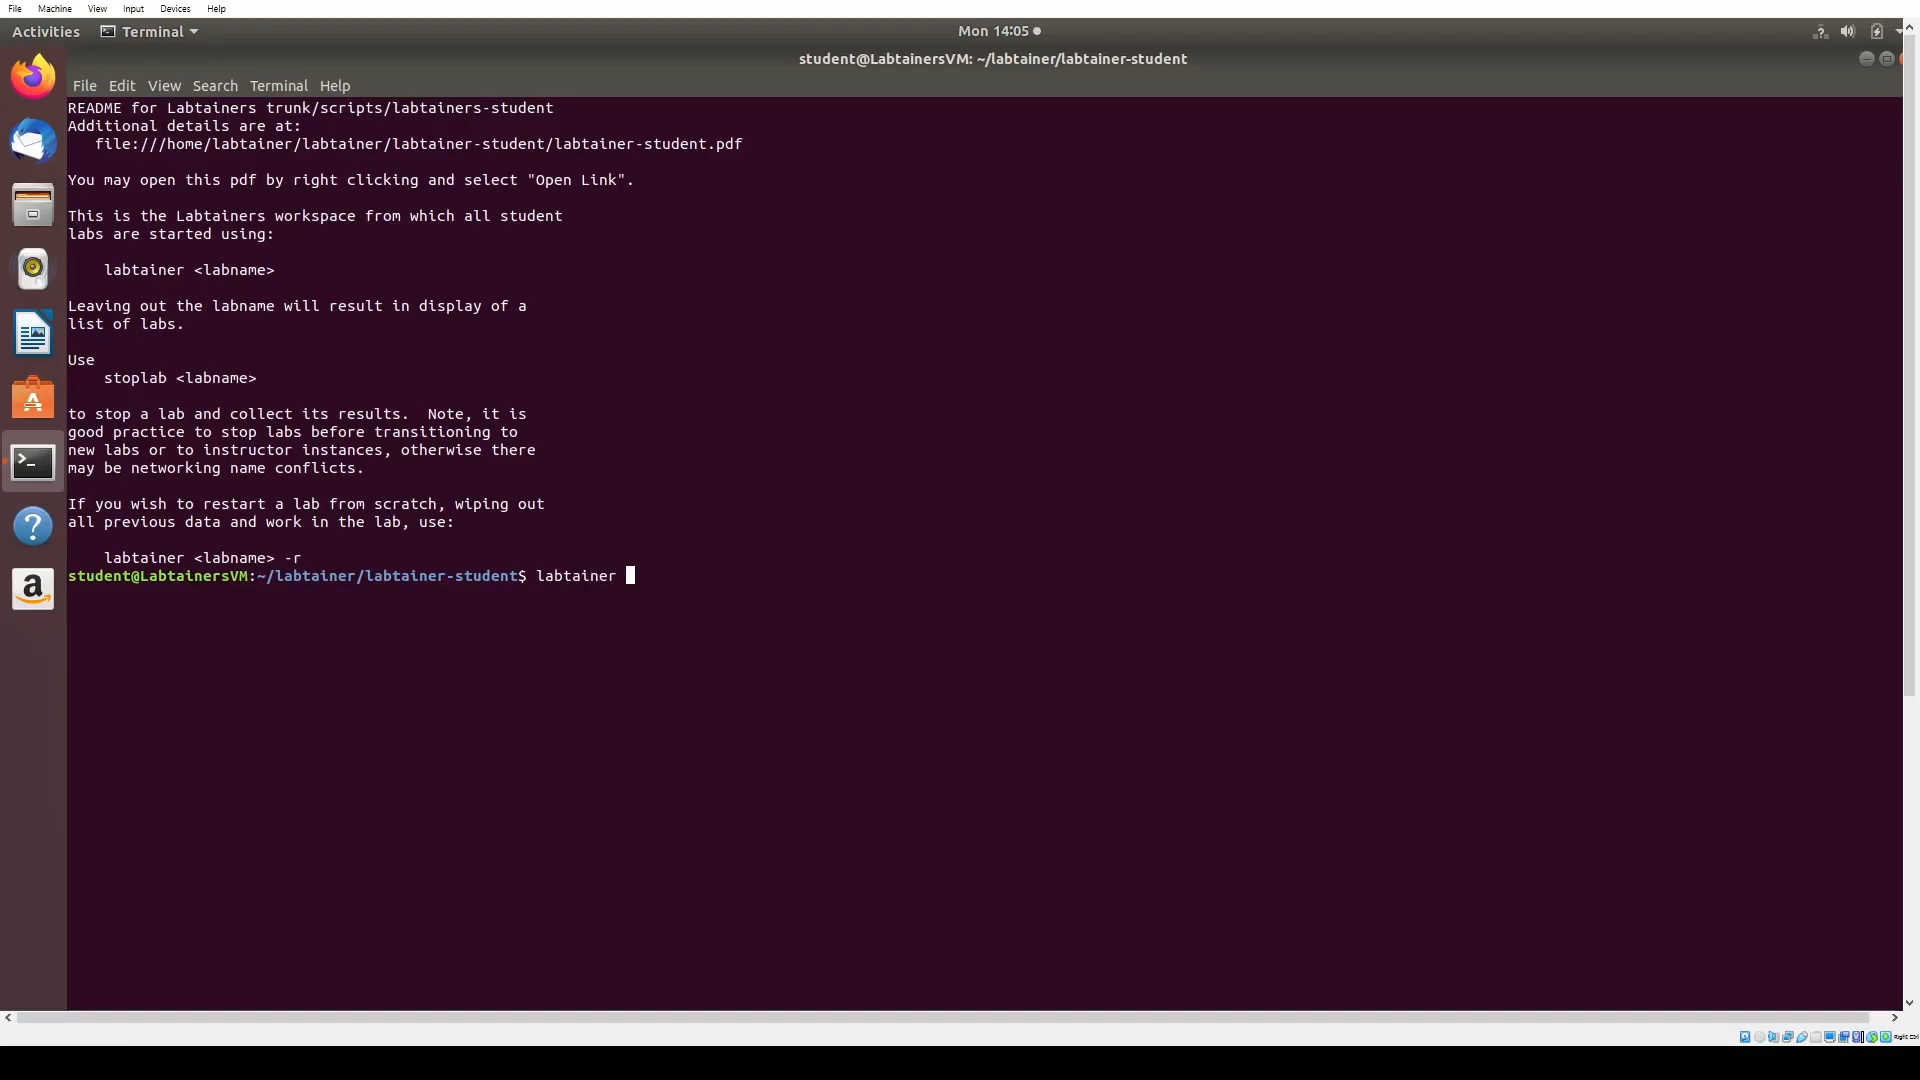 File Machine View Input Devices Help
Activities Terminal Mon 14:05
student@LabtainersVM: ~/labtainer/labtainer-student
File Edit View Search Terminal Help
README for Labtainers trunk/scripts/labtainers-student
Additional details are at:
file:///home/labtainer/labtainer/labtainer-student/labtainer-student.pdf
You may open this pdf by right clicking and select "Open Link".
This is the Labtainers workspace from which all student
labs are started using:
labtainer <labname>
Leaving out the labname will result in display of a
list of labs.
Use
stoplab <labname>
to stop a lab and collect its results.  Note, it is
good practice to stop labs before transitioning to
new labs or to instructor instances, otherwise there
may be networking name conflicts.
If you wish to restart a lab from scratch, wiping out
all previous data and work in the lab, use:
labtainer <labname> -r
student@LabtainersVM:~/labtainer/labtainer-student$ labtainer
Right Ctrl